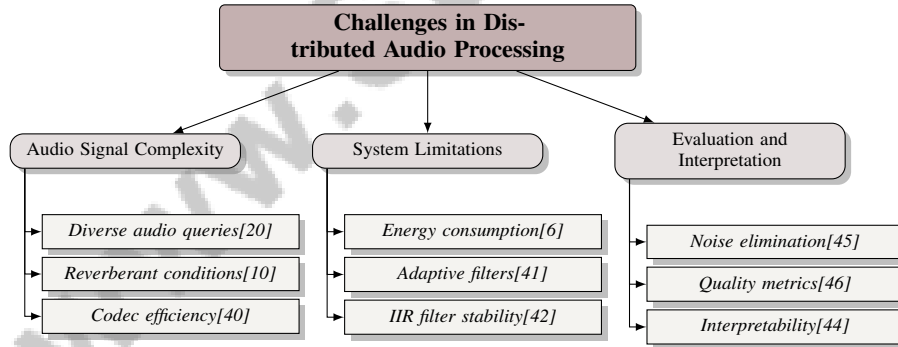 Challenges in Dis-
tributed Audio Processing
Audio Signal Complexity
Diverse audio queries[20]
Reverberant conditions[10]
Codec efficiency[40]
System Limitations
Energy consumption[6]
Adaptive filters[41]
IIR filter stability[42]
Evaluation and
Interpretation
Noise elimination[45]
Quality metrics[46]
Interpretability[44]